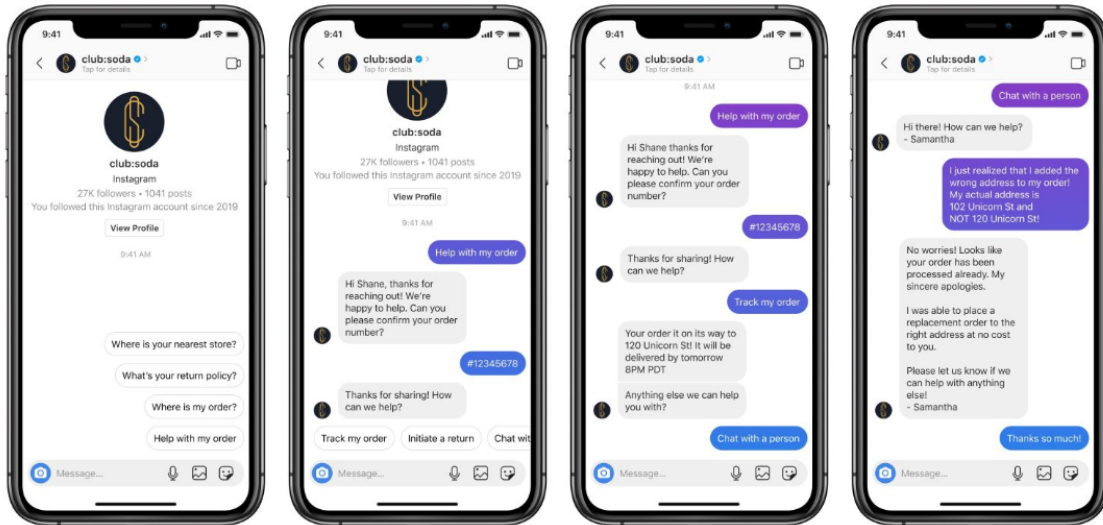 9:41
club:soda
Tap for details
club:soda
Instagram
27K followers • 1041 posts
You followed this Instagram account since 2019
View Profile
9:41 AM
Where is your nearest store?
What's your return policy?
Where is my order?
Help with my order
Message...
9:41
club:soda
Tap for details
club:soda
Instagram
27K followers • 1041 posts
You followed this Instagram account since 2019
View Profile
9:41 AM
Help with my order
Hi Shane, thanks for
reaching out! We're
happy to help. Can you
please confirm your order
number?
#12345678
Thanks for sharing! How
can we help?
Track my order
Initiate a return
Chat wit
Message...
9:41
club:soda
Tap for details
9:41 AM
Help with my order
Hi Shane thanks for
reaching out! We're
happy to help. Can you
please confirm your order
number?
#12345678
Thanks for sharing! How
can we help?
Track my order
Your order it on its way to
120 Unicorn St! It will be
delivered by tomorrow
8PM PDT
Anything else we can help
you with?
Chat with a person
Message...
9:41
club:soda
Tap for details
Chat with a person
Hi there! How can we help?
- Samantha
I just realized that I added the
wrong address to my order!
My actual address is
102 Unicorn St and
NOT 120 Unicorn St!
No worries! Looks like
your order has been
processed already. My
sincere apologies.
I was able to place a
replacement order to the
right address at no cost
to you.
Please let us know if we
can help with anything
else!
- Samantha
Thanks so much!
Message...